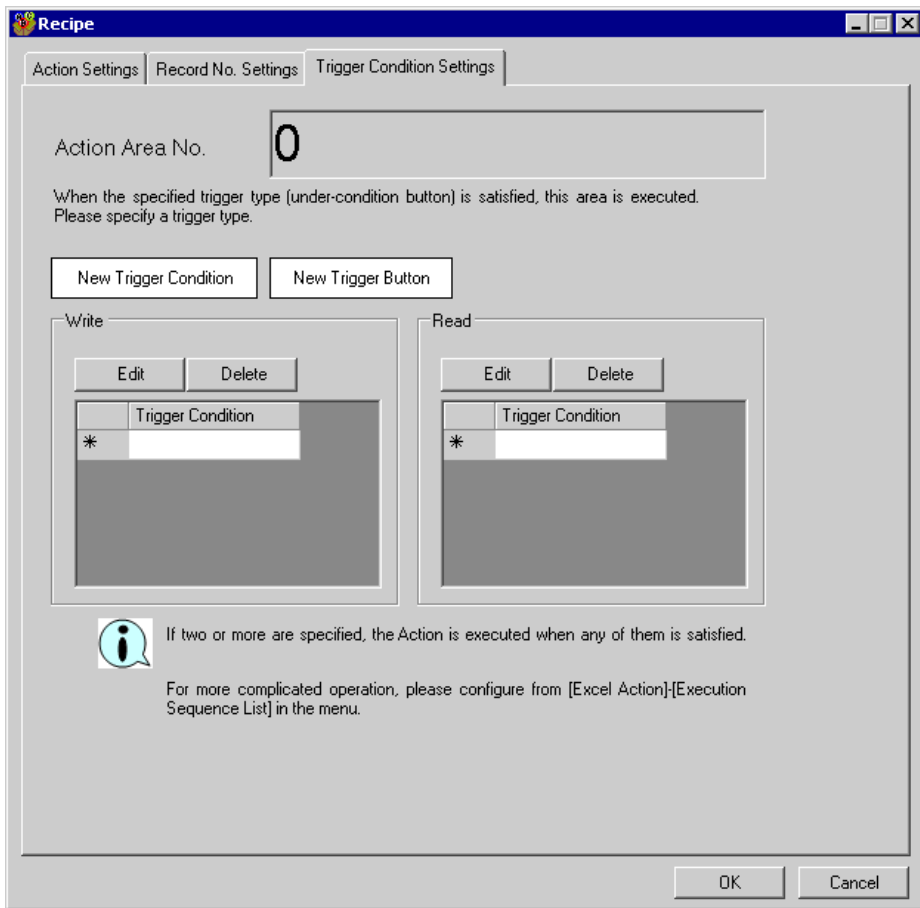 Recipe
Action Settings Record No. Settings Trigger Condition Settings
Action Area No. 0
When the specified trigger type (under-condition button) is satisfied, this area is executed.
Please specify a trigger type.
New Trigger Condition New Trigger Button
Write Read
Edit Delete Edit Delete
Trigger Condition Trigger Condition
* *
If two or more are specified, the Action is executed when any of them is satisfied.
For more complicated operation, please configure from [Excel Action]-[Execution
Sequence List] in the menu.
OK Cancel